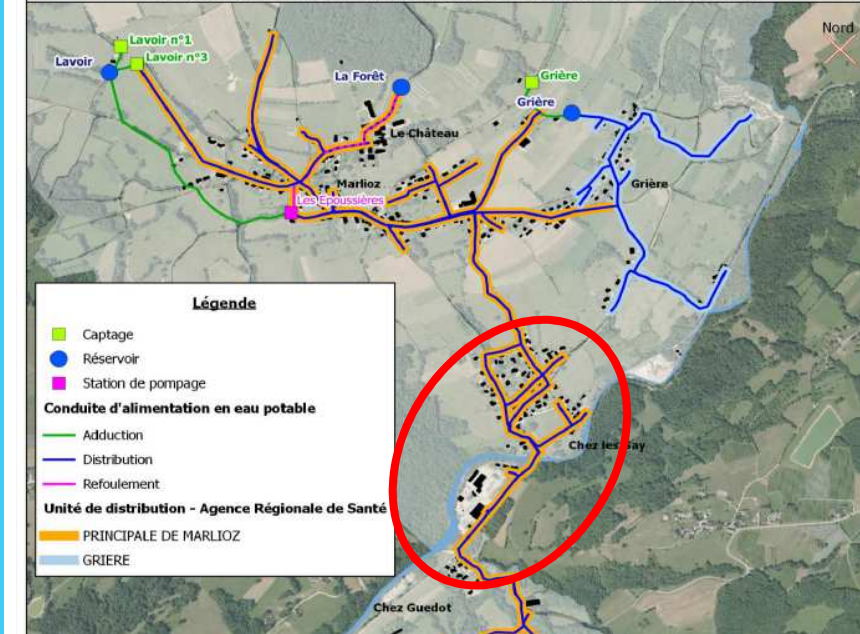 Nord
Lavoir n°1
Lavoir n°3
Lavoir
La Forêt
Grière
Grière
Le Château
Marlioz
Grière
Les Epoussières
Légende
Captage
Réservoir
Station de pompage
Conduite d'alimentation en eau potable
Adduction
Distribution
Refoulement
Unité de distribution - Agence Régionale de Santé
PRINCIPALE DE MARLIOZ
GRIERE
Chez les Gay
Chez Guedot